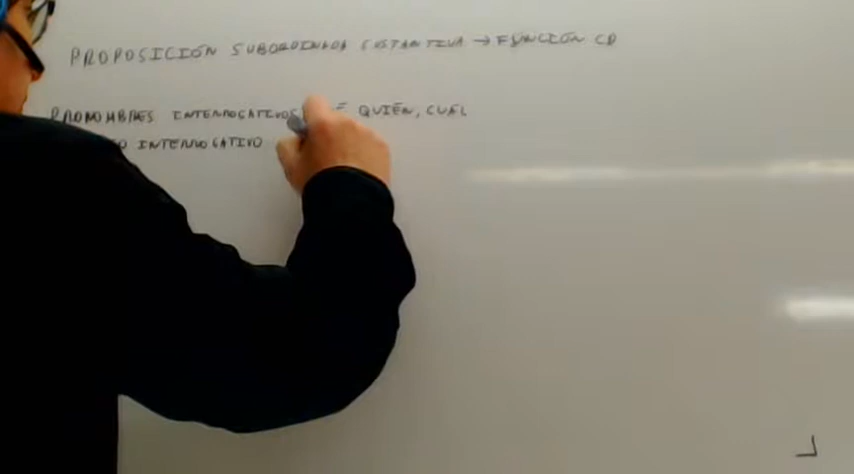 PROPOSICIÓN SUBORDINADA SUSTANTIVA → FUNCIÓN CD
PRONOMBRES INTERROGATIVOS QUIÉN, CUÁL
INTERROGATIVO